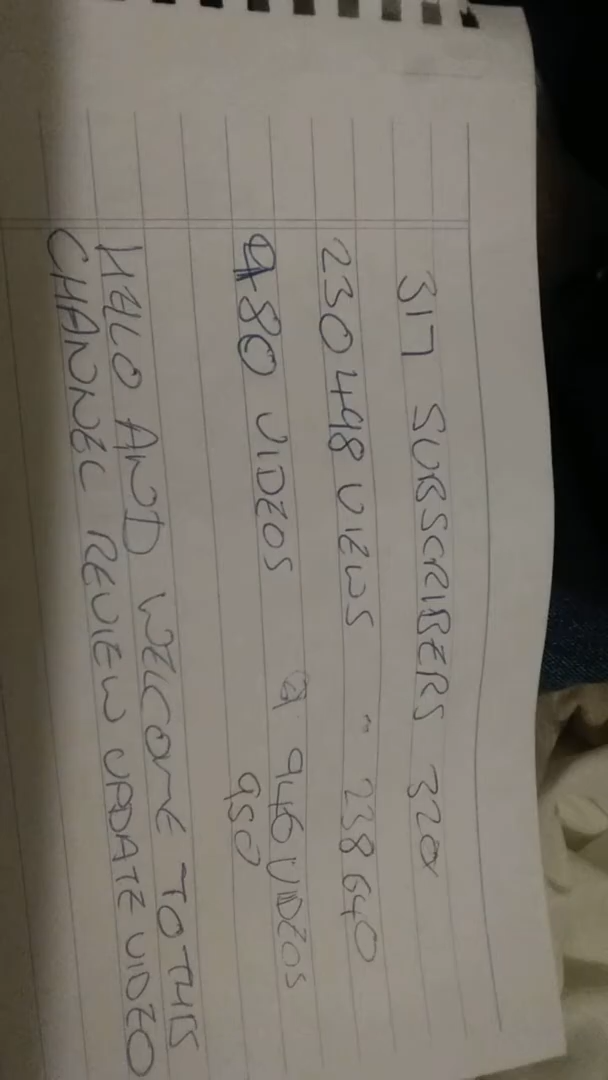 317 SUBSCRIBERS 320
230498 VIEWS - 238640
980 VIDEOS 946 VIDEOS
950
HELO AND WELCOME TO THIS
CHANNEL REVIEW UPDATE VIDEO